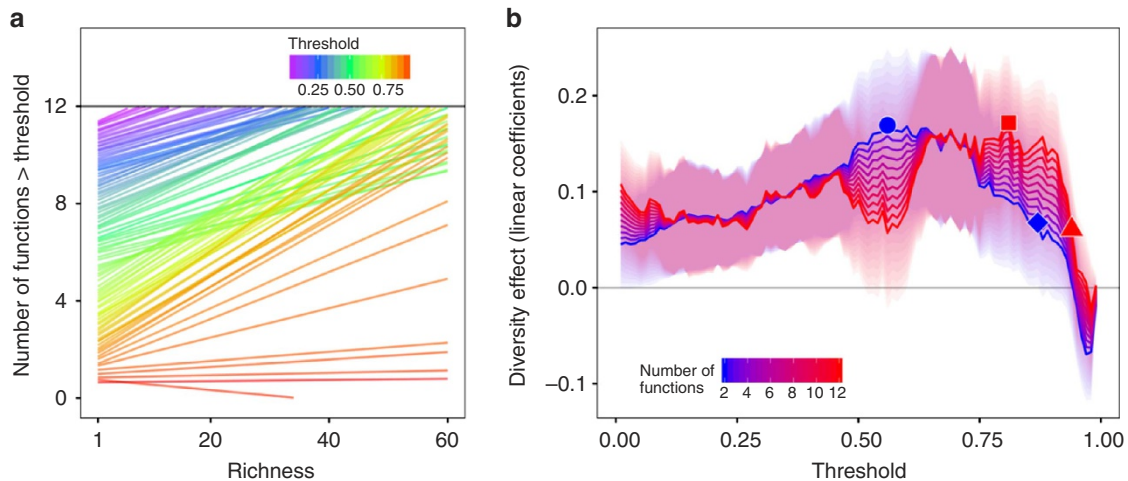 a
Threshold
0.25 0.50 0.75
Number of functions > threshold
12
8
4
0
1 20 40 60
Richness
b
Diversity effect (linear coefficients)
0.2
0.1
0.0
–0.1
Number of
functions
2 4 6 8 10 12
0.00 0.25 0.50 0.75 1.00
Threshold